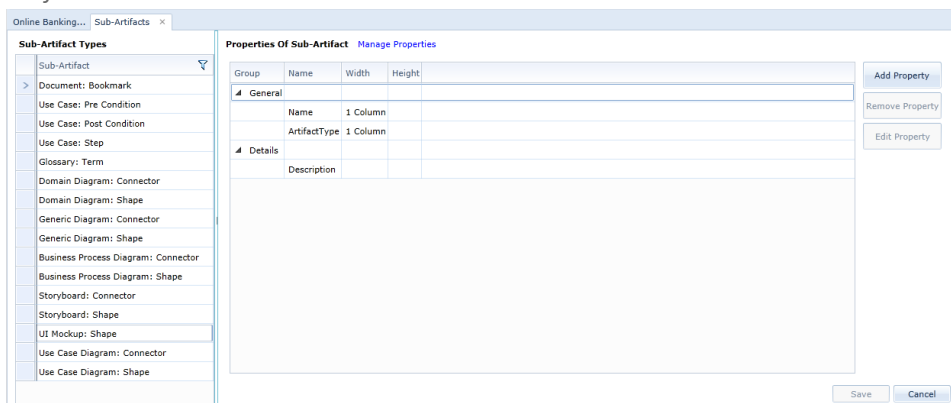 Online Banking... Sub-Artifacts ×
Sub-Artifact Types
Sub-Artifact
> Document: Bookmark
Use Case: Pre Condition
Use Case: Post Condition
Use Case: Step
Glossary: Term
Domain Diagram: Connector
Domain Diagram: Shape
Generic Diagram: Connector
Generic Diagram: Shape
Business Process Diagram: Connector
Business Process Diagram: Shape
Storyboard: Connector
Storyboard: Shape
UI Mockup: Shape
Use Case Diagram: Connector
Use Case Diagram: Shape
Properties Of Sub-Artifact Manage Properties
Group Name Width Height
General
Name 1 Column
ArtifactType 1 Column
Details
Description
Add Property
Remove Property
Edit Property
Save Cancel